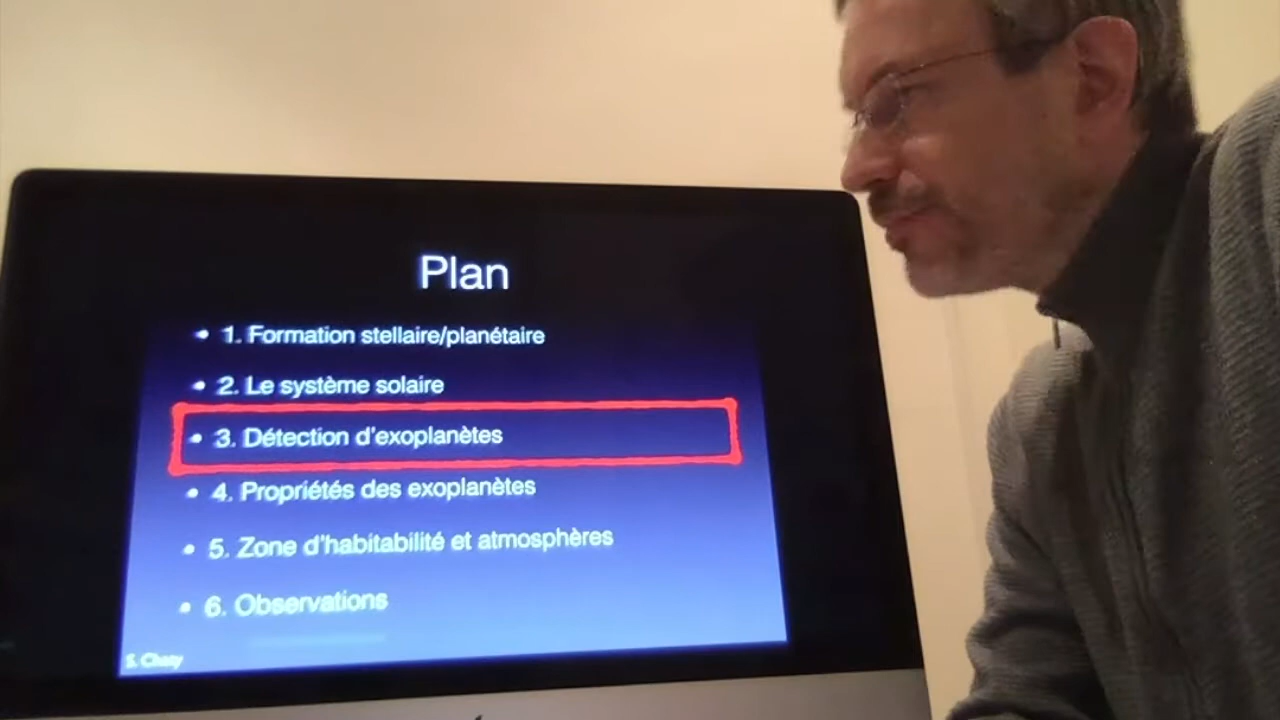 Plan
• 1. Formation stellaire/planétaire
• 2. Le système solaire
• 3. Détection d'exoplanètes
• 4. Propriétés des exoplanètes
• 5. Zone d'habitabilité et atmosphères
• 6. Observations
S. Chaty